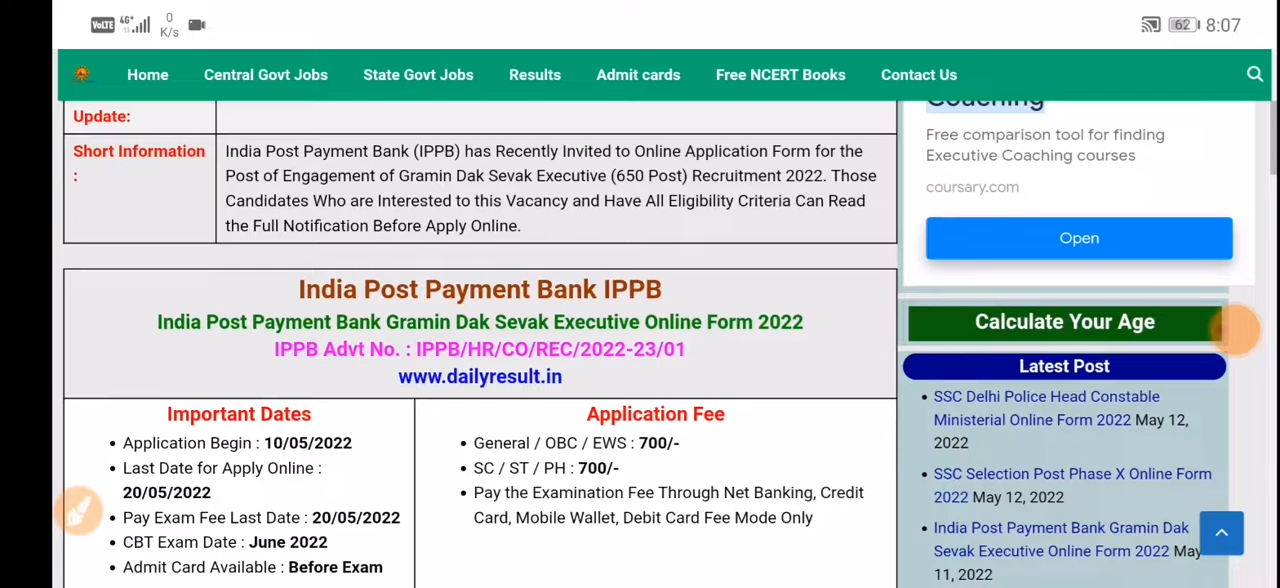 VoLTE 4G+ 0 K/s 62 8:07
Home Central Govt Jobs State Govt Jobs Results Admit cards Free NCERT Books Contact Us
Update:
Short Information :
India Post Payment Bank (IPPB) has Recently Invited to Online Application Form for the
Post of Engagement of Gramin Dak Sevak Executive (650 Post) Recruitment 2022. Those
Candidates Who are Interested to this Vacancy and Have All Eligibility Criteria Can Read
the Full Notification Before Apply Online.
India Post Payment Bank IPPB
India Post Payment Bank Gramin Dak Sevak Executive Online Form 2022
IPPB Advt No. : IPPB/HR/CO/REC/2022-23/01
www.dailyresult.in
Important Dates
• Application Begin : 10/05/2022
• Last Date for Apply Online :
20/05/2022
• Pay Exam Fee Last Date : 20/05/2022
• CBT Exam Date : June 2022
• Admit Card Available : Before Exam
Application Fee
• General / OBC / EWS : 700/-
• SC / ST / PH : 700/-
• Pay the Examination Fee Through Net Banking, Credit
Card, Mobile Wallet, Debit Card Fee Mode Only
Coaching
Free comparison tool for finding
Executive Coaching courses
coursary.com
Open
Calculate Your Age
Latest Post
• SSC Delhi Police Head Constable
Ministerial Online Form 2022 May 12,
2022
• SSC Selection Post Phase X Online Form
2022 May 12, 2022
• India Post Payment Bank Gramin Dak
Sevak Executive Online Form 2022 May
11, 2022